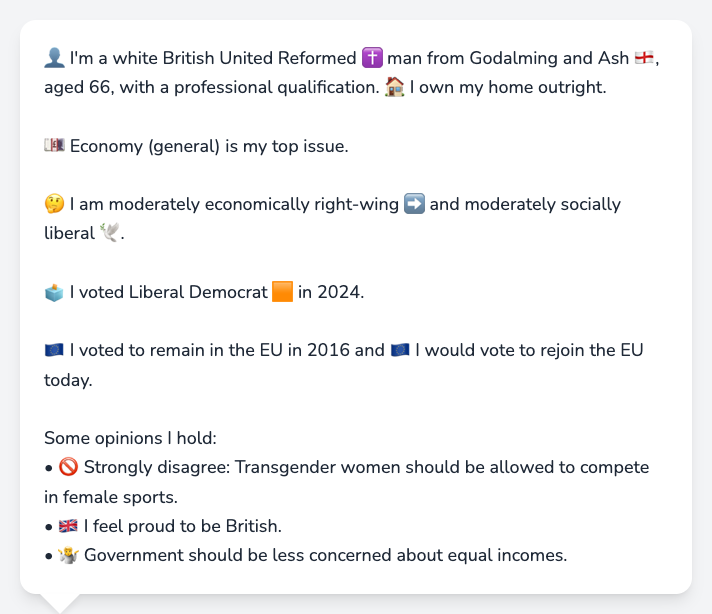 👤 I'm a white British United Reformed ✝️ man from Godalming and Ash 🏴󠁧󠁢󠁥󠁮󠁧󠁿,
aged 66, with a professional qualification. 🏠 I own my home outright.
💷 Economy (general) is my top issue.
🤔 I am moderately economically right-wing ➡️ and moderately socially
liberal 🕊️.
🗳️ I voted Liberal Democrat 🟧 in 2024.
🇪🇺 I voted to remain in the EU in 2016 and 🇪🇺 I would vote to rejoin the EU
today.
Some opinions I hold:
• 🚫 Strongly disagree: Transgender women should be allowed to compete
in female sports.
• 🇬🇧 I feel proud to be British.
• 🤷 Government should be less concerned about equal incomes.